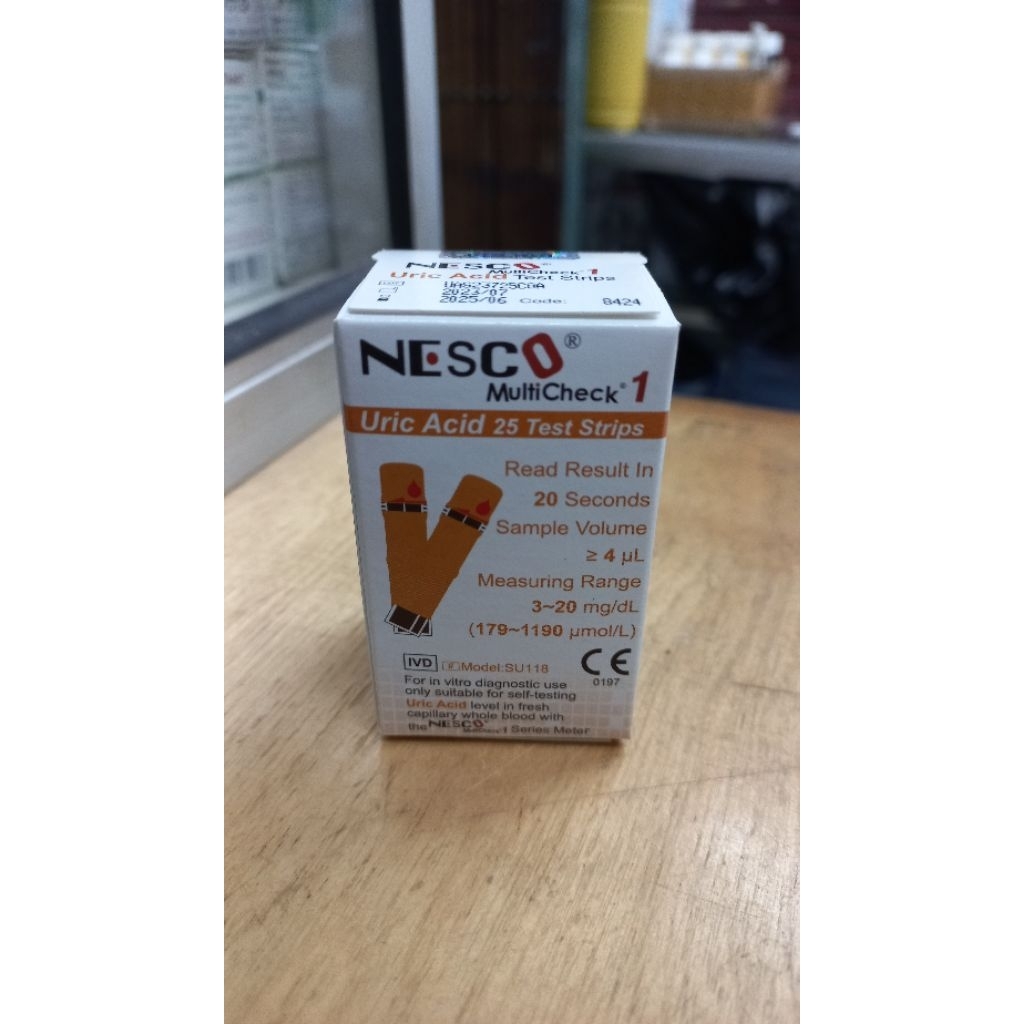 NESCO
MultiCheck® 1
Uric Acid Test Strips
2023/07
2025/06 Code: 8424
NESCO®
MultiCheck® 1
Uric Acid 25 Test Strips
Read Result In
20 Seconds
Sample Volume
≥ 4 µL
Measuring Range
3~20 mg/dL
(179~1190 µmol/L)
IVD Model:SU118
CE
0197
For in vitro diagnostic use
only suitable for self-testing
Uric Acid level in fresh
capillary whole blood with
the NESCO® MultiCheck® 1 Series Meter